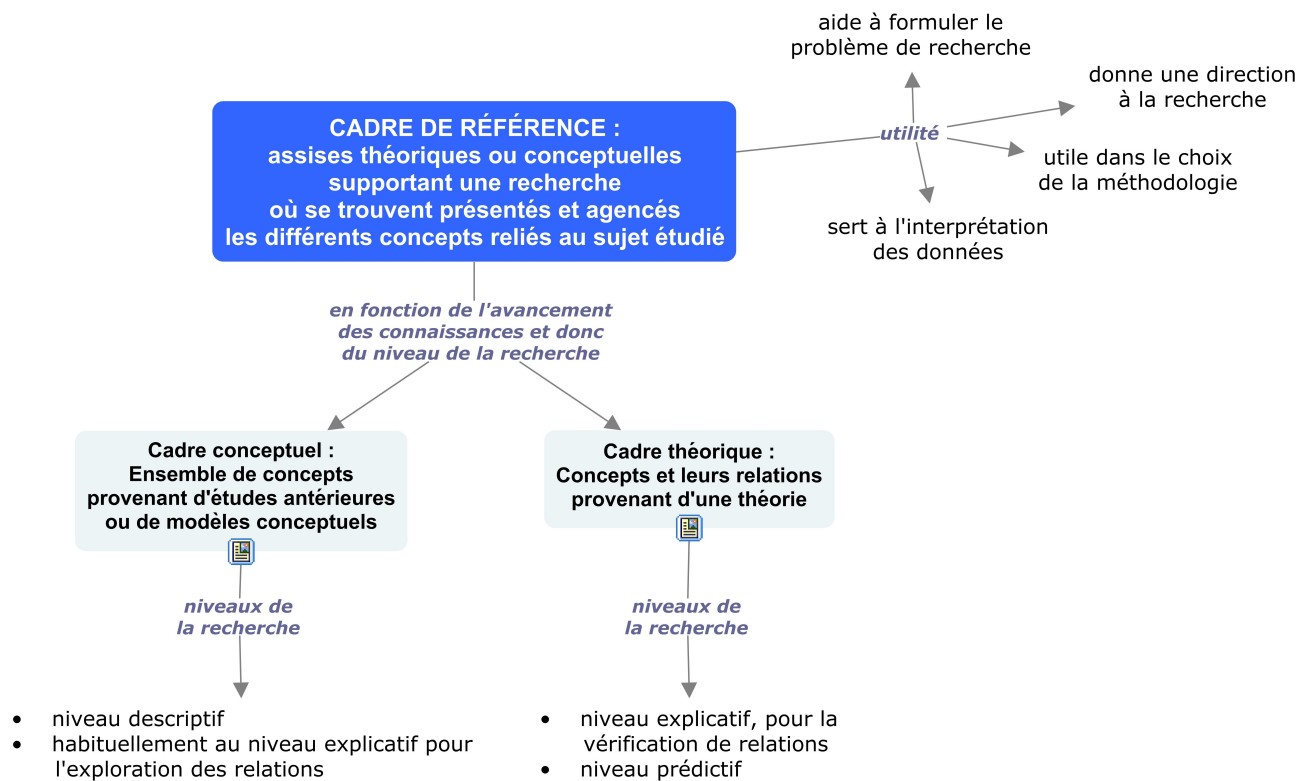 CADRE DE RÉFÉRENCE :
assises théoriques ou conceptuelles
supportant une recherche
où se trouvent présentés et agencés
les différents concepts reliés au sujet étudié
utilité
aide à formuler le
problème de recherche
donne une direction
à la recherche
utile dans le choix
de la méthodologie
sert à l'interprétation
des données
en fonction de l'avancement
des connaissances et donc
du niveau de la recherche
Cadre conceptuel :
Ensemble de concepts
provenant d'études antérieures
ou de modèles conceptuels
niveaux de
la recherche
• niveau descriptif
• habituellement au niveau explicatif pour
l'exploration des relations
Cadre théorique :
Concepts et leurs relations
provenant d'une théorie
niveaux de
la recherche
• niveau explicatif, pour la
vérification de relations
• niveau prédictif